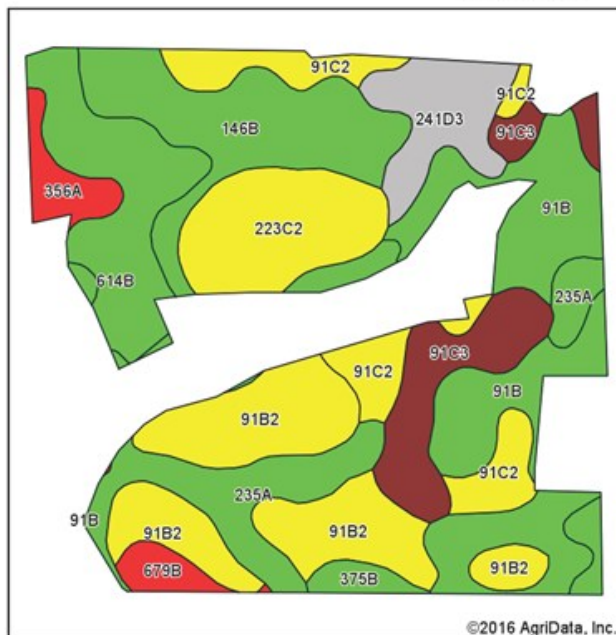 91C2
91C2
241D3
146B
91C3
356A
91B
223C2
614B
235A
91C3
91C2
91B
91B2
91C2
235A
91B
91B2
91B2
91B2
679B
375B
©2016 AgriData, Inc.